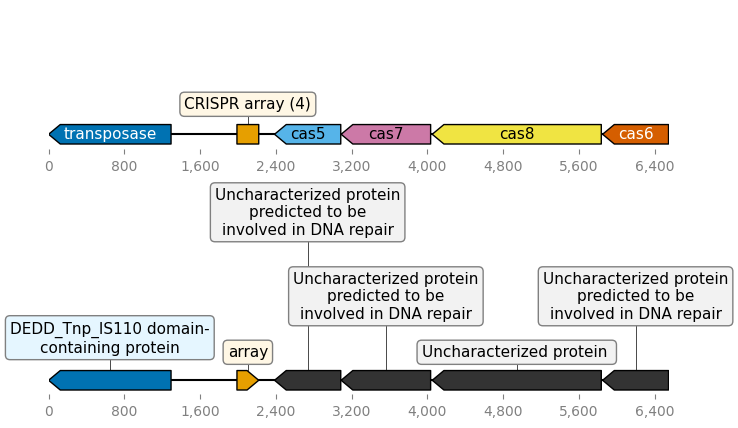 CRISPR array (4)
transposase
cas5
cas7
cas8
cas6
0 800 1,600 2,400 3,200 4,000 4,800 5,600 6,400
Uncharacterized protein
predicted to be
involved in DNA repair
Uncharacterized protein
predicted to be
involved in DNA repair
Uncharacterized protein
predicted to be
involved in DNA repair
DEDD_Tnp_IS110 domain-
containing protein
array
Uncharacterized protein
0 800 1,600 2,400 3,200 4,000 4,800 5,600 6,400